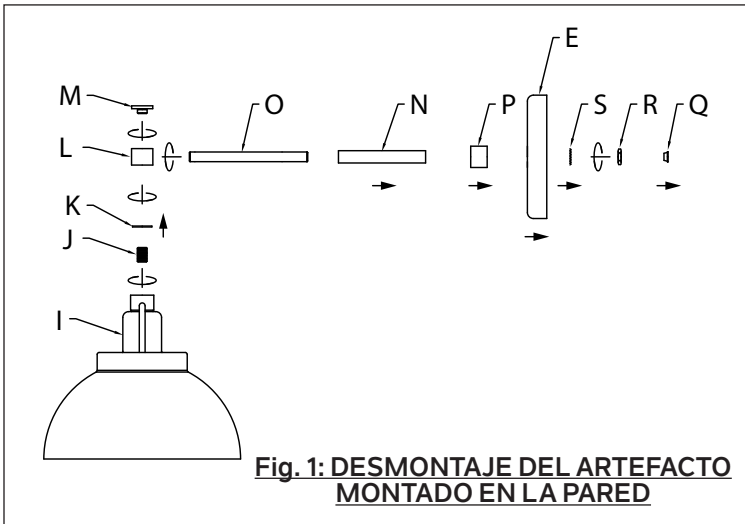 E
M
O
N
P
S
R
Q
L
K
J
I
Fig. 1: DESMONTAJE DEL ARTEFACTO
MONTADO EN LA PARED